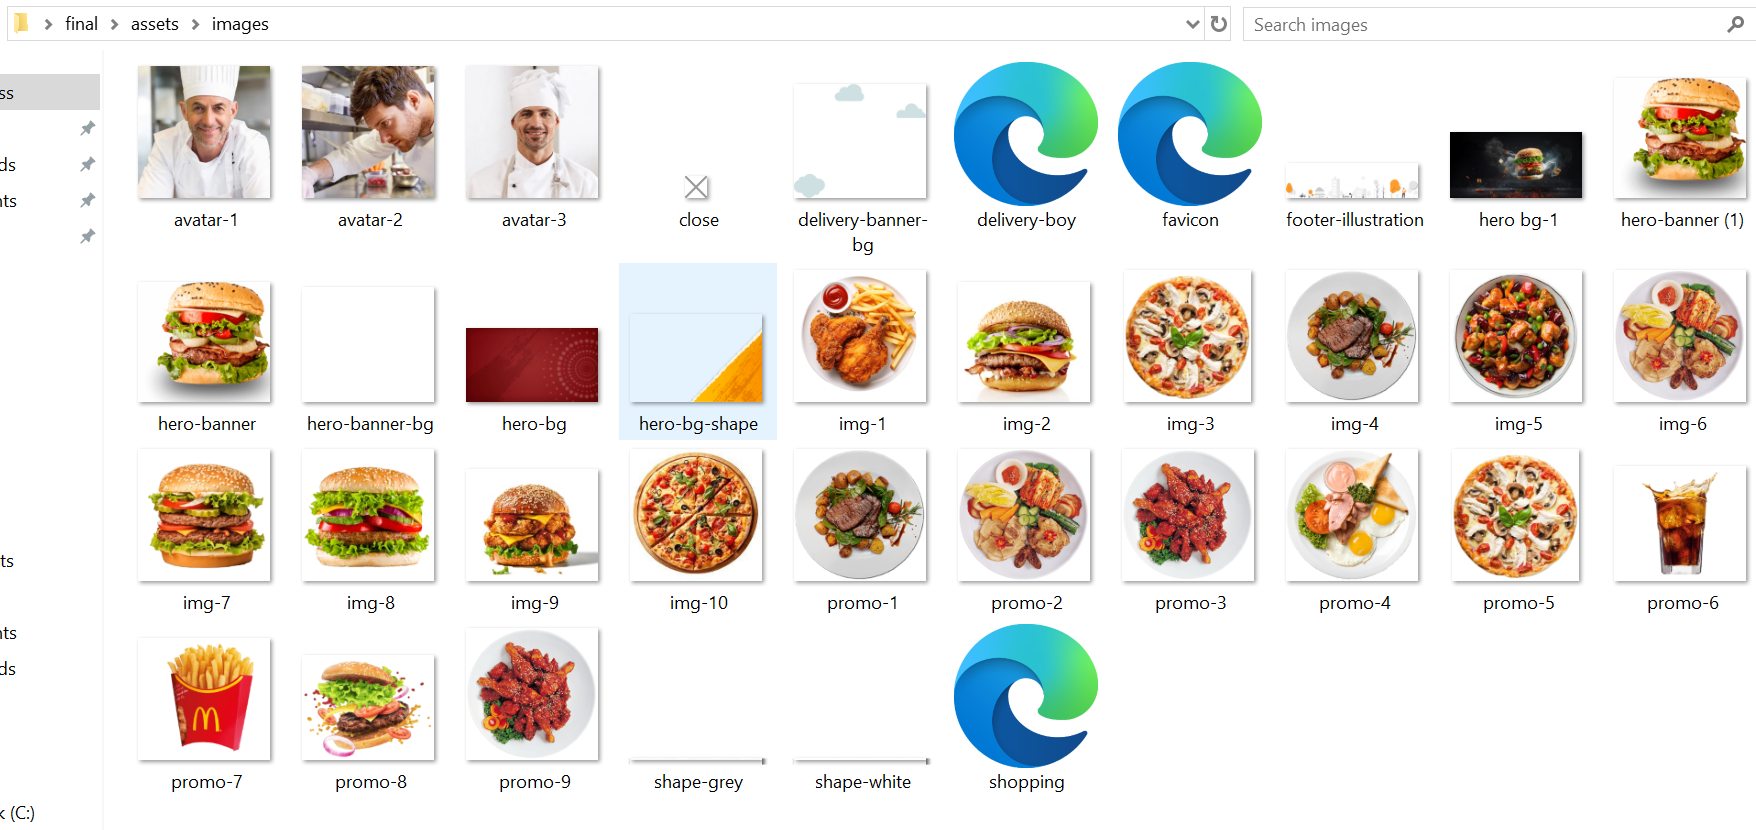 final assets images
Search images
ss
ds
nts
avatar-1
avatar-2
avatar-3
close
delivery-banner-
bg
delivery-boy
favicon
footer-illustration
hero bg-1
hero-banner (1)
hero-banner
hero-banner-bg
hero-bg
hero-bg-shape
img-1
img-2
img-3
img-4
img-5
img-6
ts
img-7
img-8
img-9
img-10
promo-1
promo-2
promo-3
promo-4
promo-5
promo-6
nts
ds
promo-7
promo-8
promo-9
shape-grey
shape-white
shopping
k (C:)